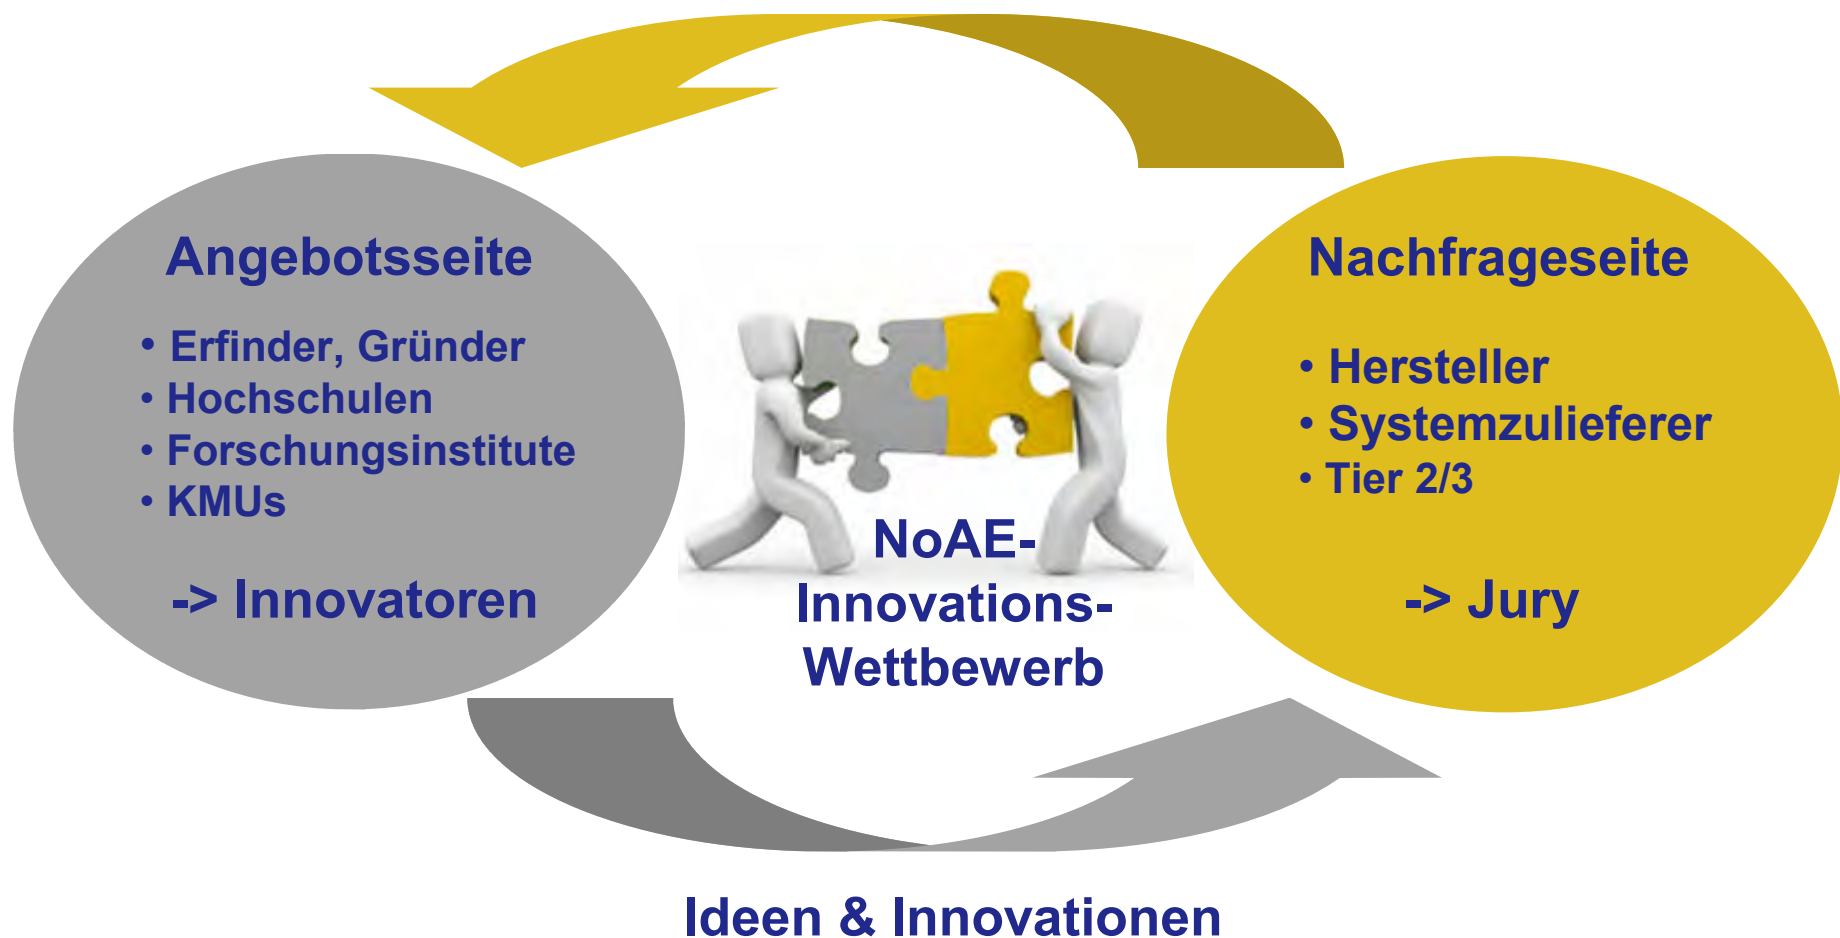 Angebotsseite
• Erfinder, Gründer
• Hochschulen
• Forschungsinstitute
• KMUs
-> Innovatoren
NoAE-
Innovations-
Wettbewerb
Nachfrageseite
• Hersteller
• Systemzulieferer
• Tier 2/3
-> Jury
Ideen & Innovationen